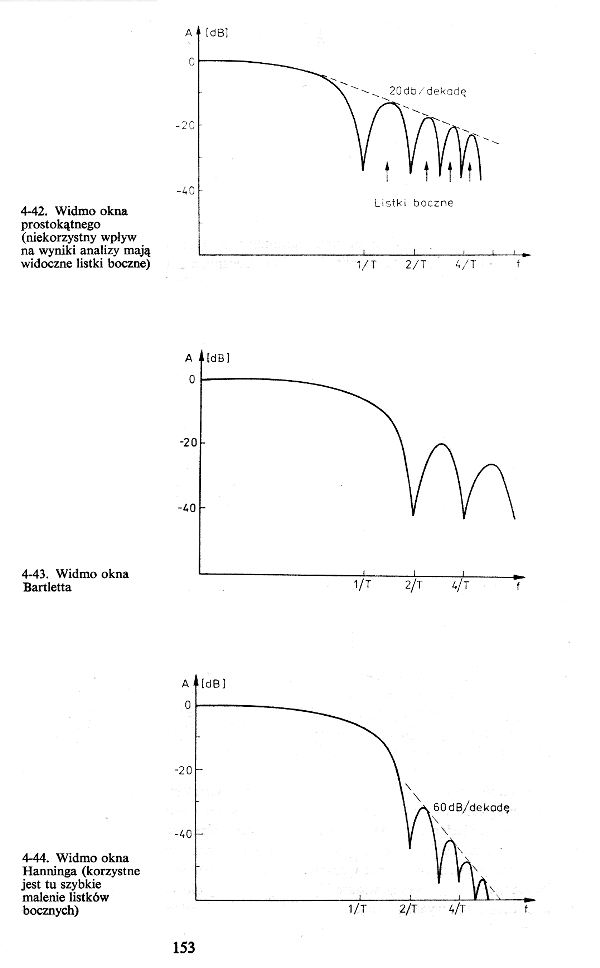 A [dB]
0
20db/dekadę
-20
-40
Listki boczne
1/T 2/T 4/T f
4-42. Widmo okna
prostokątnego
(niekorzystny wpływ
na wyniki analizy mają
widoczne listki boczne)
A [dB]
0
-20
-40
1/T 2/T 4/T f
4-43. Widmo okna
Bartletta
A [dB]
0
-20
60dB/dekadę
-40
1/T 2/T 4/T f
4-44. Widmo okna
Hanninga (korzystne
jest tu szybkie
malenie listków
bocznych)
153